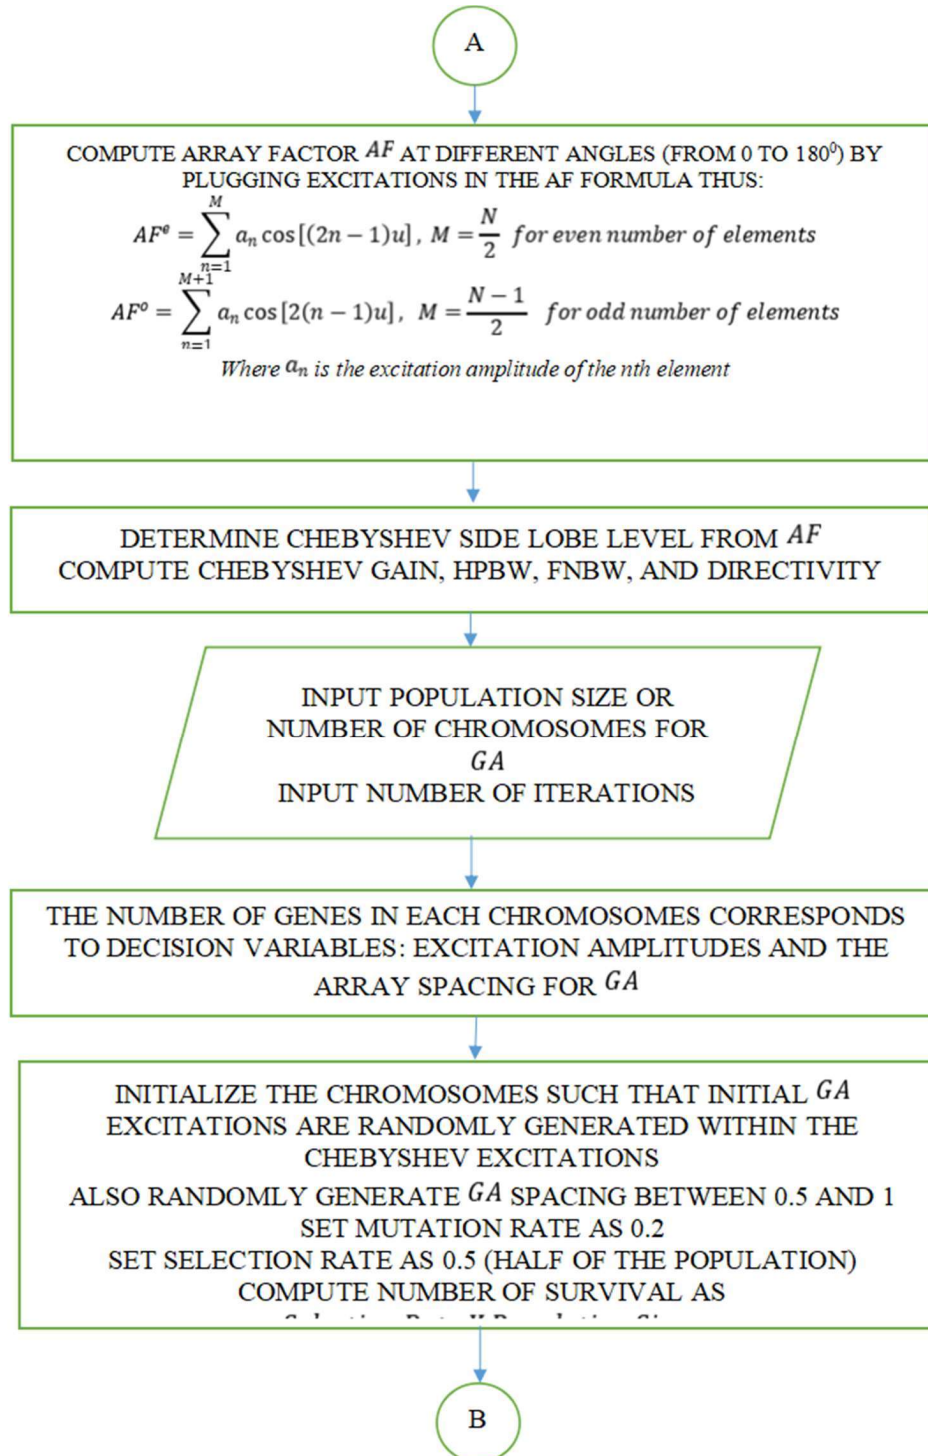 A
COMPUTE ARRAY FACTOR AF AT DIFFERENT ANGLES (FROM 0 TO 180⁰) BY
PLUGGING EXCITATIONS IN THE AF FORMULA THUS:
AFᵉ = ∑_{n=1}^{M} aₙ cos[(2n − 1)u], M = N/2 for even number of elements
AFᵒ = ∑_{n=1}^{M+1} aₙ cos[2(n − 1)u], M = (N − 1)/2 for odd number of elements
Where aₙ is the excitation amplitude of the nth element
DETERMINE CHEBYSHEV SIDE LOBE LEVEL FROM AF
COMPUTE CHEBYSHEV GAIN, HPBW, FNBW, AND DIRECTIVITY
INPUT POPULATION SIZE OR
NUMBER OF CHROMOSOMES FOR
GA
INPUT NUMBER OF ITERATIONS
THE NUMBER OF GENES IN EACH CHROMOSOMES CORRESPONDS
TO DECISION VARIABLES: EXCITATION AMPLITUDES AND THE
ARRAY SPACING FOR GA
INITIALIZE THE CHROMOSOMES SUCH THAT INITIAL GA
EXCITATIONS ARE RANDOMLY GENERATED WITHIN THE
CHEBYSHEV EXCITATIONS
ALSO RANDOMLY GENERATE GA SPACING BETWEEN 0.5 AND 1
SET MUTATION RATE AS 0.2
SET SELECTION RATE AS 0.5 (HALF OF THE POPULATION)
COMPUTE NUMBER OF SURVIVAL AS
B